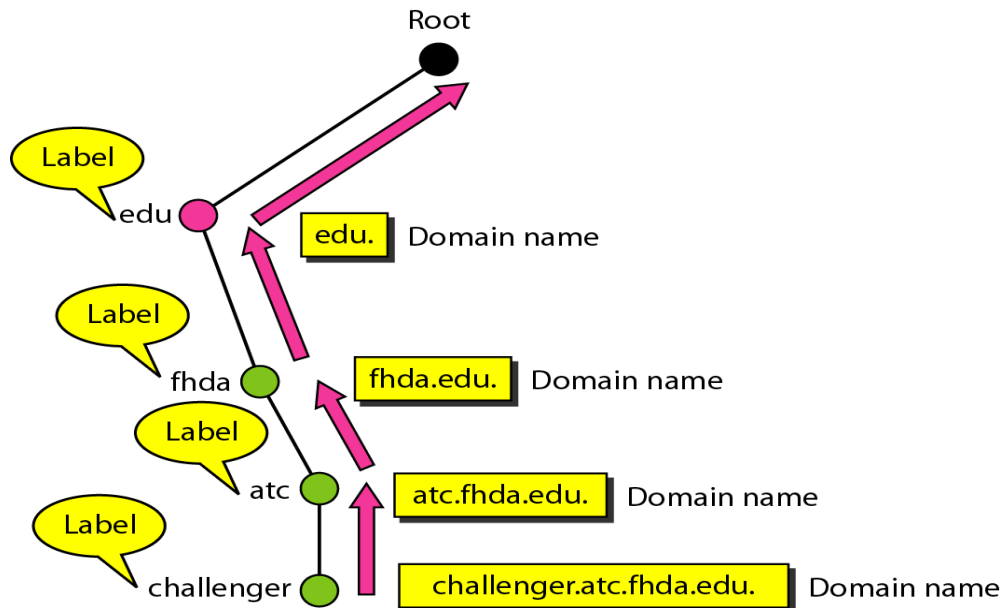 Root
Label
edu
edu. Domain name
Label
fhda
fhda.edu. Domain name
Label
atc
atc.fhda.edu. Domain name
Label
challenger
challenger.atc.fhda.edu. Domain name